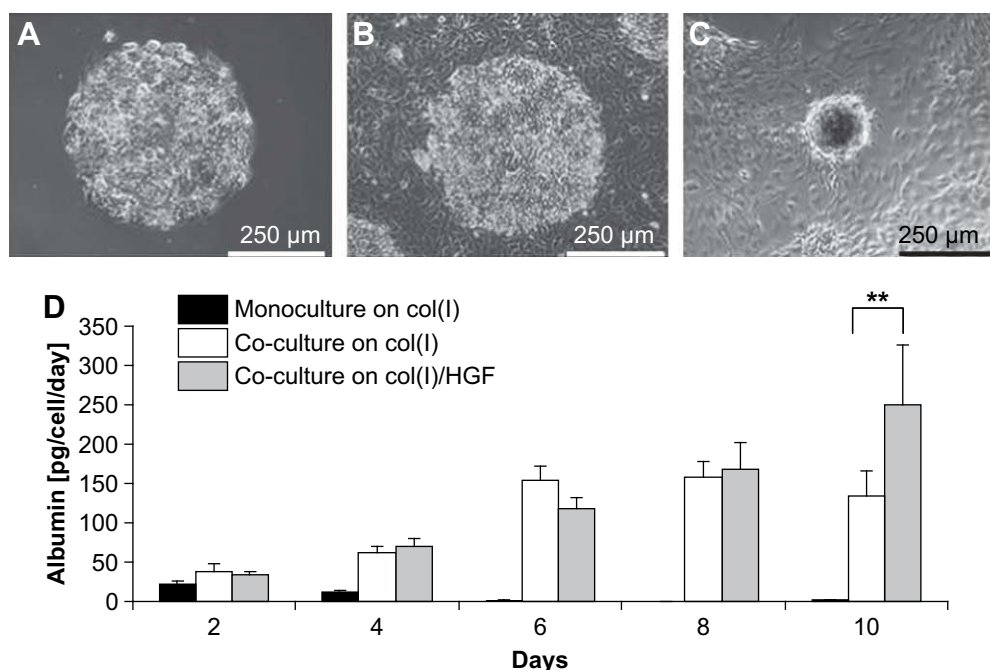 A
B
C
250 µm
250 µm
250 µm
D
Monoculture on col(I)
Co-culture on col(I)
Co-culture on col(I)/HGF
**
Albumin [pg/cell/day]
350
300
250
200
150
100
50
0
2
4
6
8
10
Days